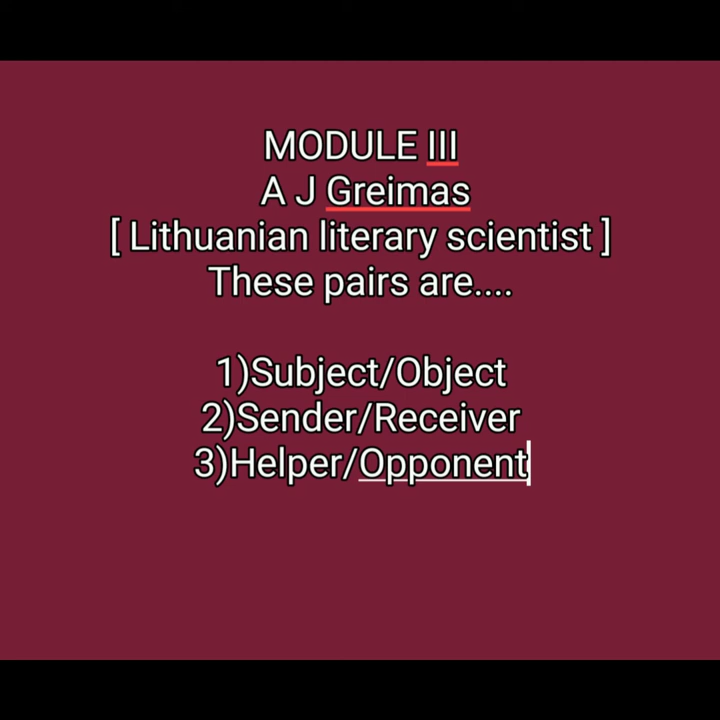 MODULE III
A J Greimas
[ Lithuanian literary scientist ]
These pairs are....
1)Subject/Object
2)Sender/Receiver
3)Helper/Opponent